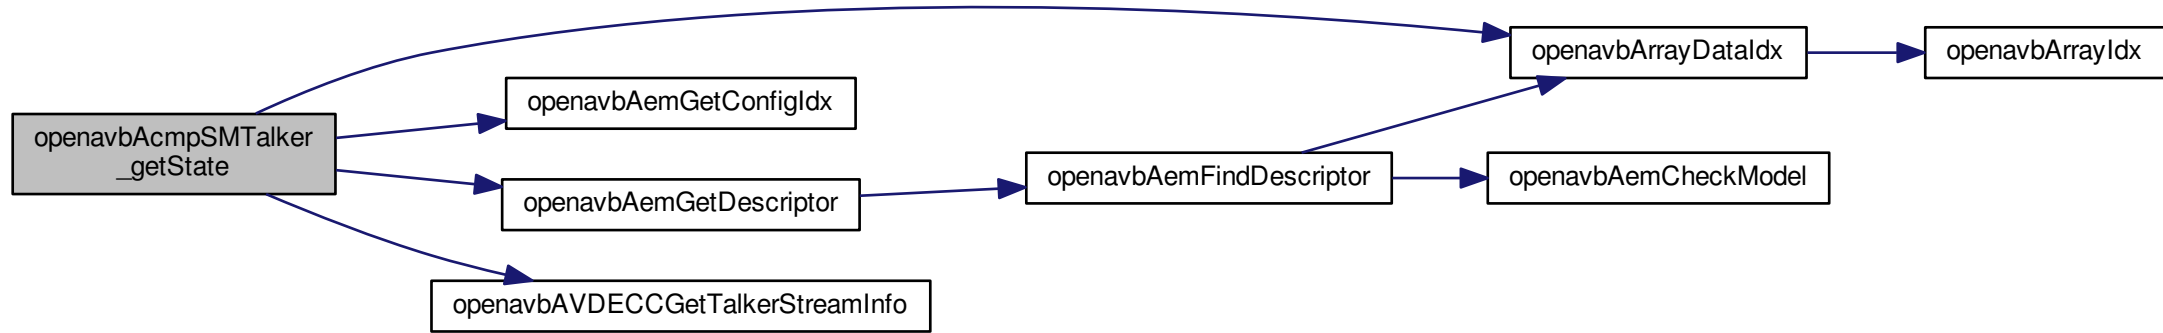 openavbAcmpSMTalker
_getState
openavbAemGetConfigIdx
openavbAemGetDescriptor
openavbAVDECCGetTalkerStreamInfo
openavbAemFindDescriptor
openavbArrayDataIdx
openavbAemCheckModel
openavbArrayIdx